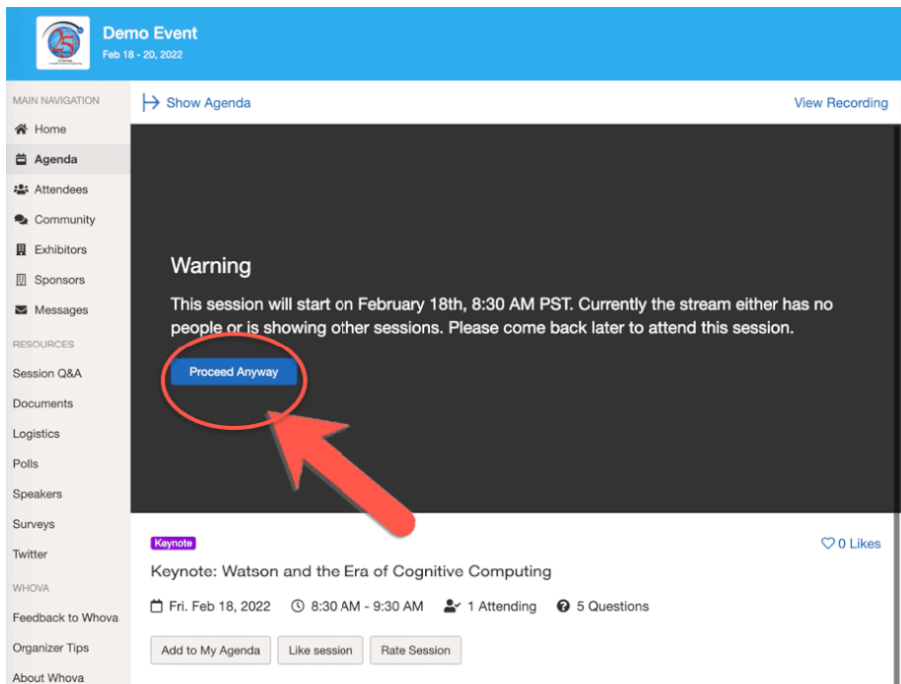 25
Demo Event
Feb 18 - 20, 2022
MAIN NAVIGATION
Home
Agenda
Attendees
Community
Exhibitors
Sponsors
Messages
RESOURCES
Session Q&A
Documents
Logistics
Polls
Speakers
Surveys
Twitter
WHOVA
Feedback to Whova
Organizer Tips
About Whova
Show Agenda
View Recording
Warning
This session will start on February 18th, 8:30 AM PST. Currently the stream either has no
people or is showing other sessions. Please come back later to attend this session.
Proceed Anyway
Keynote
0 Likes
Keynote: Watson and the Era of Cognitive Computing
Fri. Feb 18, 2022 8:30 AM - 9:30 AM 1 Attending 5 Questions
Add to My Agenda Like session Rate Session